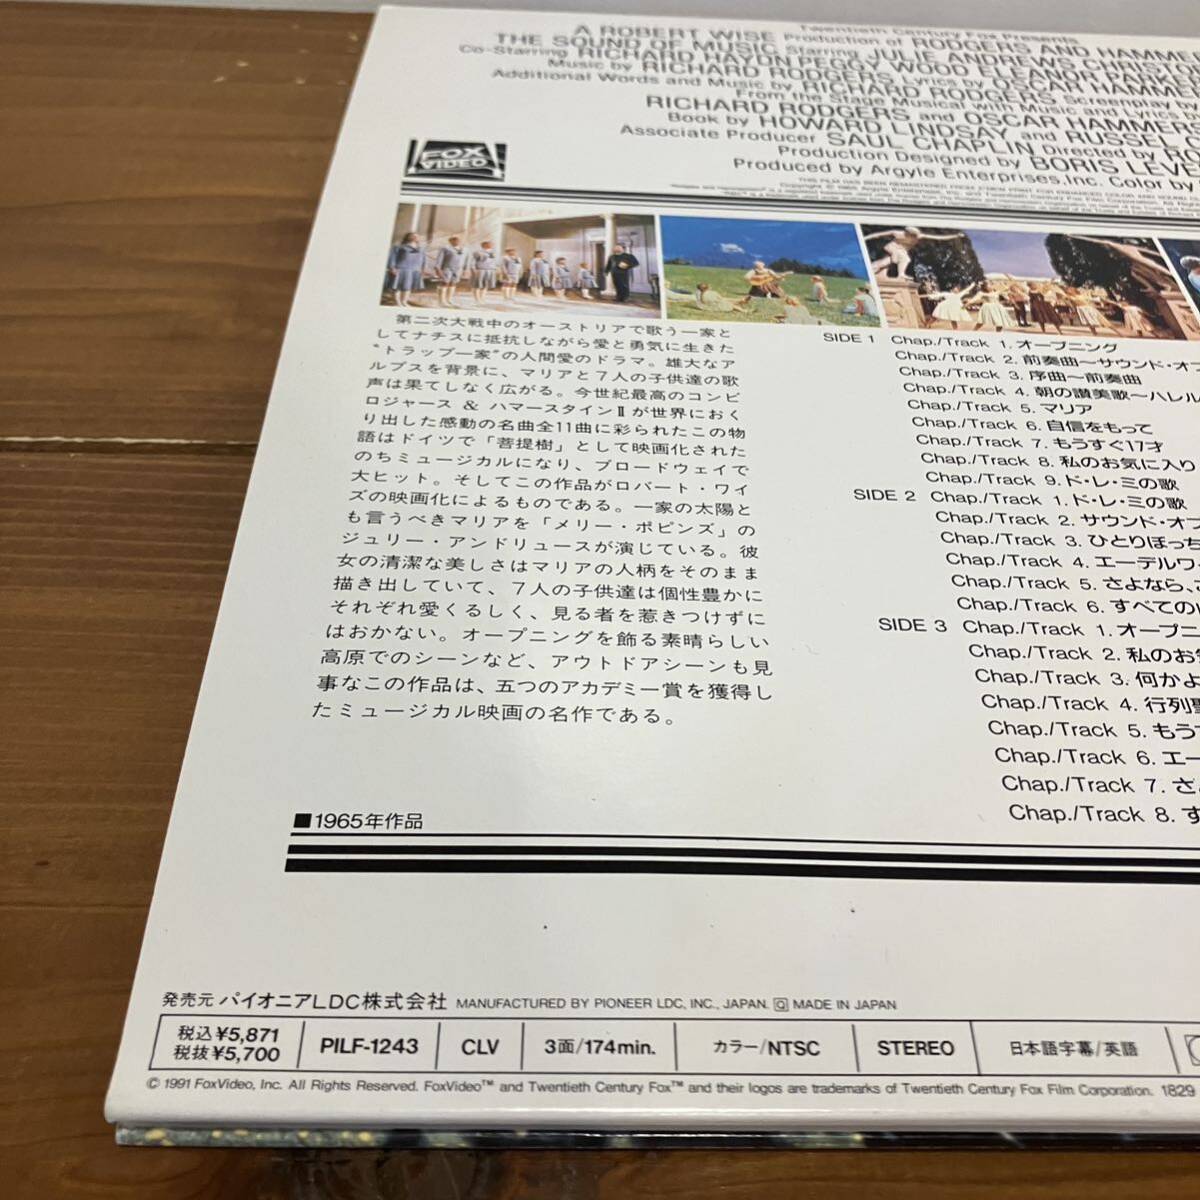 Twentieth Century Fox Presents
A ROBERT WISE Production of RODGERS AND HAMME
THE SOUND OF MUSIC Starring JULIE ANDREWS CHRISTO
Co-Starring RICHARD HAYDN PEGGY WOOD ELEANOR PARKE
Music by RICHARD RODGERS Lyrics by OSCAR HAMMER
Additional Words and Music by RICHARD RODGERS Screenplay by
From the Stage Musical with Music and Lyrics by
RICHARD RODGERS and OSCAR HAMMERS
Book by HOWARD LINDSAY and RUSSEL C
Associate Producer SAUL CHAPLIN Directed by RO
Production Designed by BORIS LEVE
Produced by Argyle Enterprises, Inc. Color by
FOX
VIDEO
第二次大戦中のオーストリアで歌う一家と
してナチスに抵抗しながら愛と勇気に生きた
“トラップ一家”の人間愛のドラマ。雄大なア
ルプスを背景に、マリアと7人の子供達の歌
声は果てしなく広がる。今世紀最高のコンビ
ロジャース & ハマースタインⅡが世界におく
り出した感動の名曲全11曲に彩られたこの物
語はドイツで「菩提樹」として映画化された
のちミュージカルになり、ブロードウェイで
大ヒット。そしてこの作品がロバート・ワイ
ズの映画化によるものである。一家の太陽と
も言うべきマリアを「メリー・ポピンズ」の
ジュリー・アンドリュースが演じている。彼
女の清潔な美しさはマリアの人柄をそのまま
描き出していて、7人の子供達は個性豊かに
それぞれ愛くるしく、見る者を惹きつけずに
はおかない。オープニングを飾る素晴らしい
高原でのシーンなど、アウトドアシーンも見
事なこの作品は、五つのアカデミー賞を獲得し
たミュージカル映画の名作である。
SIDE 1 Chap./Track 1. オープニング
Chap./Track 2. 前奏曲〜サウンド・オブ
Chap./Track 3. 序曲〜前奏曲
Chap./Track 4. 朝の讃美歌〜ハレル
Chap./Track 5. マリア
Chap./Track 6. 自信をもって
Chap./Track 7. もうすぐ17才
Chap./Track 8. 私のお気に入り
Chap./Track 9. ド・レ・ミの歌
SIDE 2 Chap./Track 1. ド・レ・ミの歌
Chap./Track 2. サウンド・オブ
Chap./Track 3. ひとりぼっち
Chap./Track 4. エーデルワイ
Chap./Track 5. さよなら、
Chap./Track 6. すべての
SIDE 3 Chap./Track 1. オープニ
Chap./Track 2. 私のお気
Chap./Track 3. 何かよ
Chap./Track 4. 行列聖
Chap./Track 5. もう
Chap./Track 6. エー
Chap./Track 7. さ
Chap./Track 8. す
■1965年作品
発売元 パイオニアLDC株式会社 MANUFACTURED BY PIONEER LDC, INC., JAPAN. Q MADE IN JAPAN
税込¥5,871
税抜¥5,700
PILF-1243 CLV 3面/174min. カラー/NTSC STEREO 日本語字幕/英語
© 1991 FoxVideo, Inc. All Rights Reserved. FoxVideo™ and Twentieth Century Fox™ and their logos are trademarks of Twentieth Century Fox Film Corporation. 1829